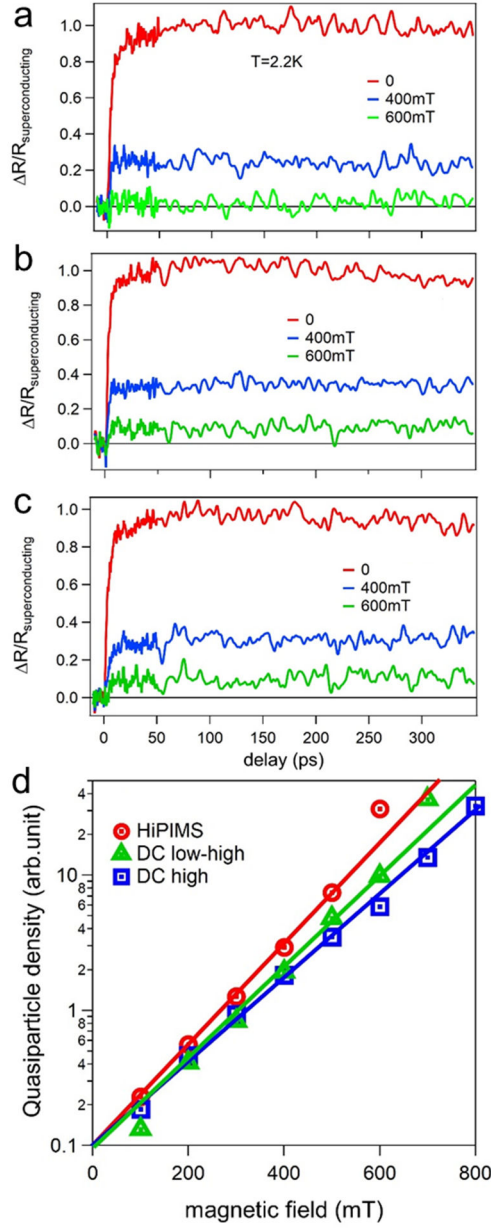 a
ΔR/Rsuperconducting
1.0
0.8
0.6
0.4
0.2
0.0
T=2.2K
0
400mT
600mT
b
ΔR/Rsuperconducting
1.0
0.8
0.6
0.4
0.2
0.0
0
400mT
600mT
c
ΔR/Rsuperconducting
1.0
0.8
0.6
0.4
0.2
0.0
0
400mT
600mT
0 50 100 150 200 250 300
delay (ps)
d
Quasiparticle density (arb.unit)
4
2
10
8
6
4
2
1
8
6
4
2
0.1
HiPIMS
DC low-high
DC high
0 200 400 600 800
magnetic field (mT)